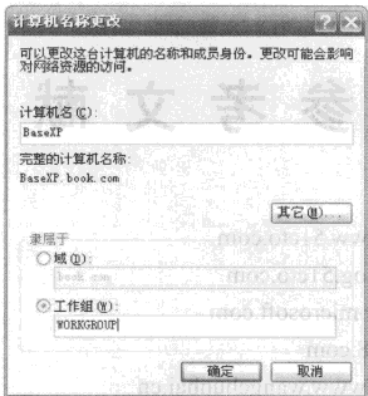 计算机名称更改
可以更改这台计算机的名称和成员身份。更改可能会影响
对网络资源的访问。
计算机名(C):
BaseXP
完整的计算机名称:
BaseXP.book.com
其它(M)...
隶属于
域(D):
book.com
工作组(W):
WORKGROUP
确定
取消